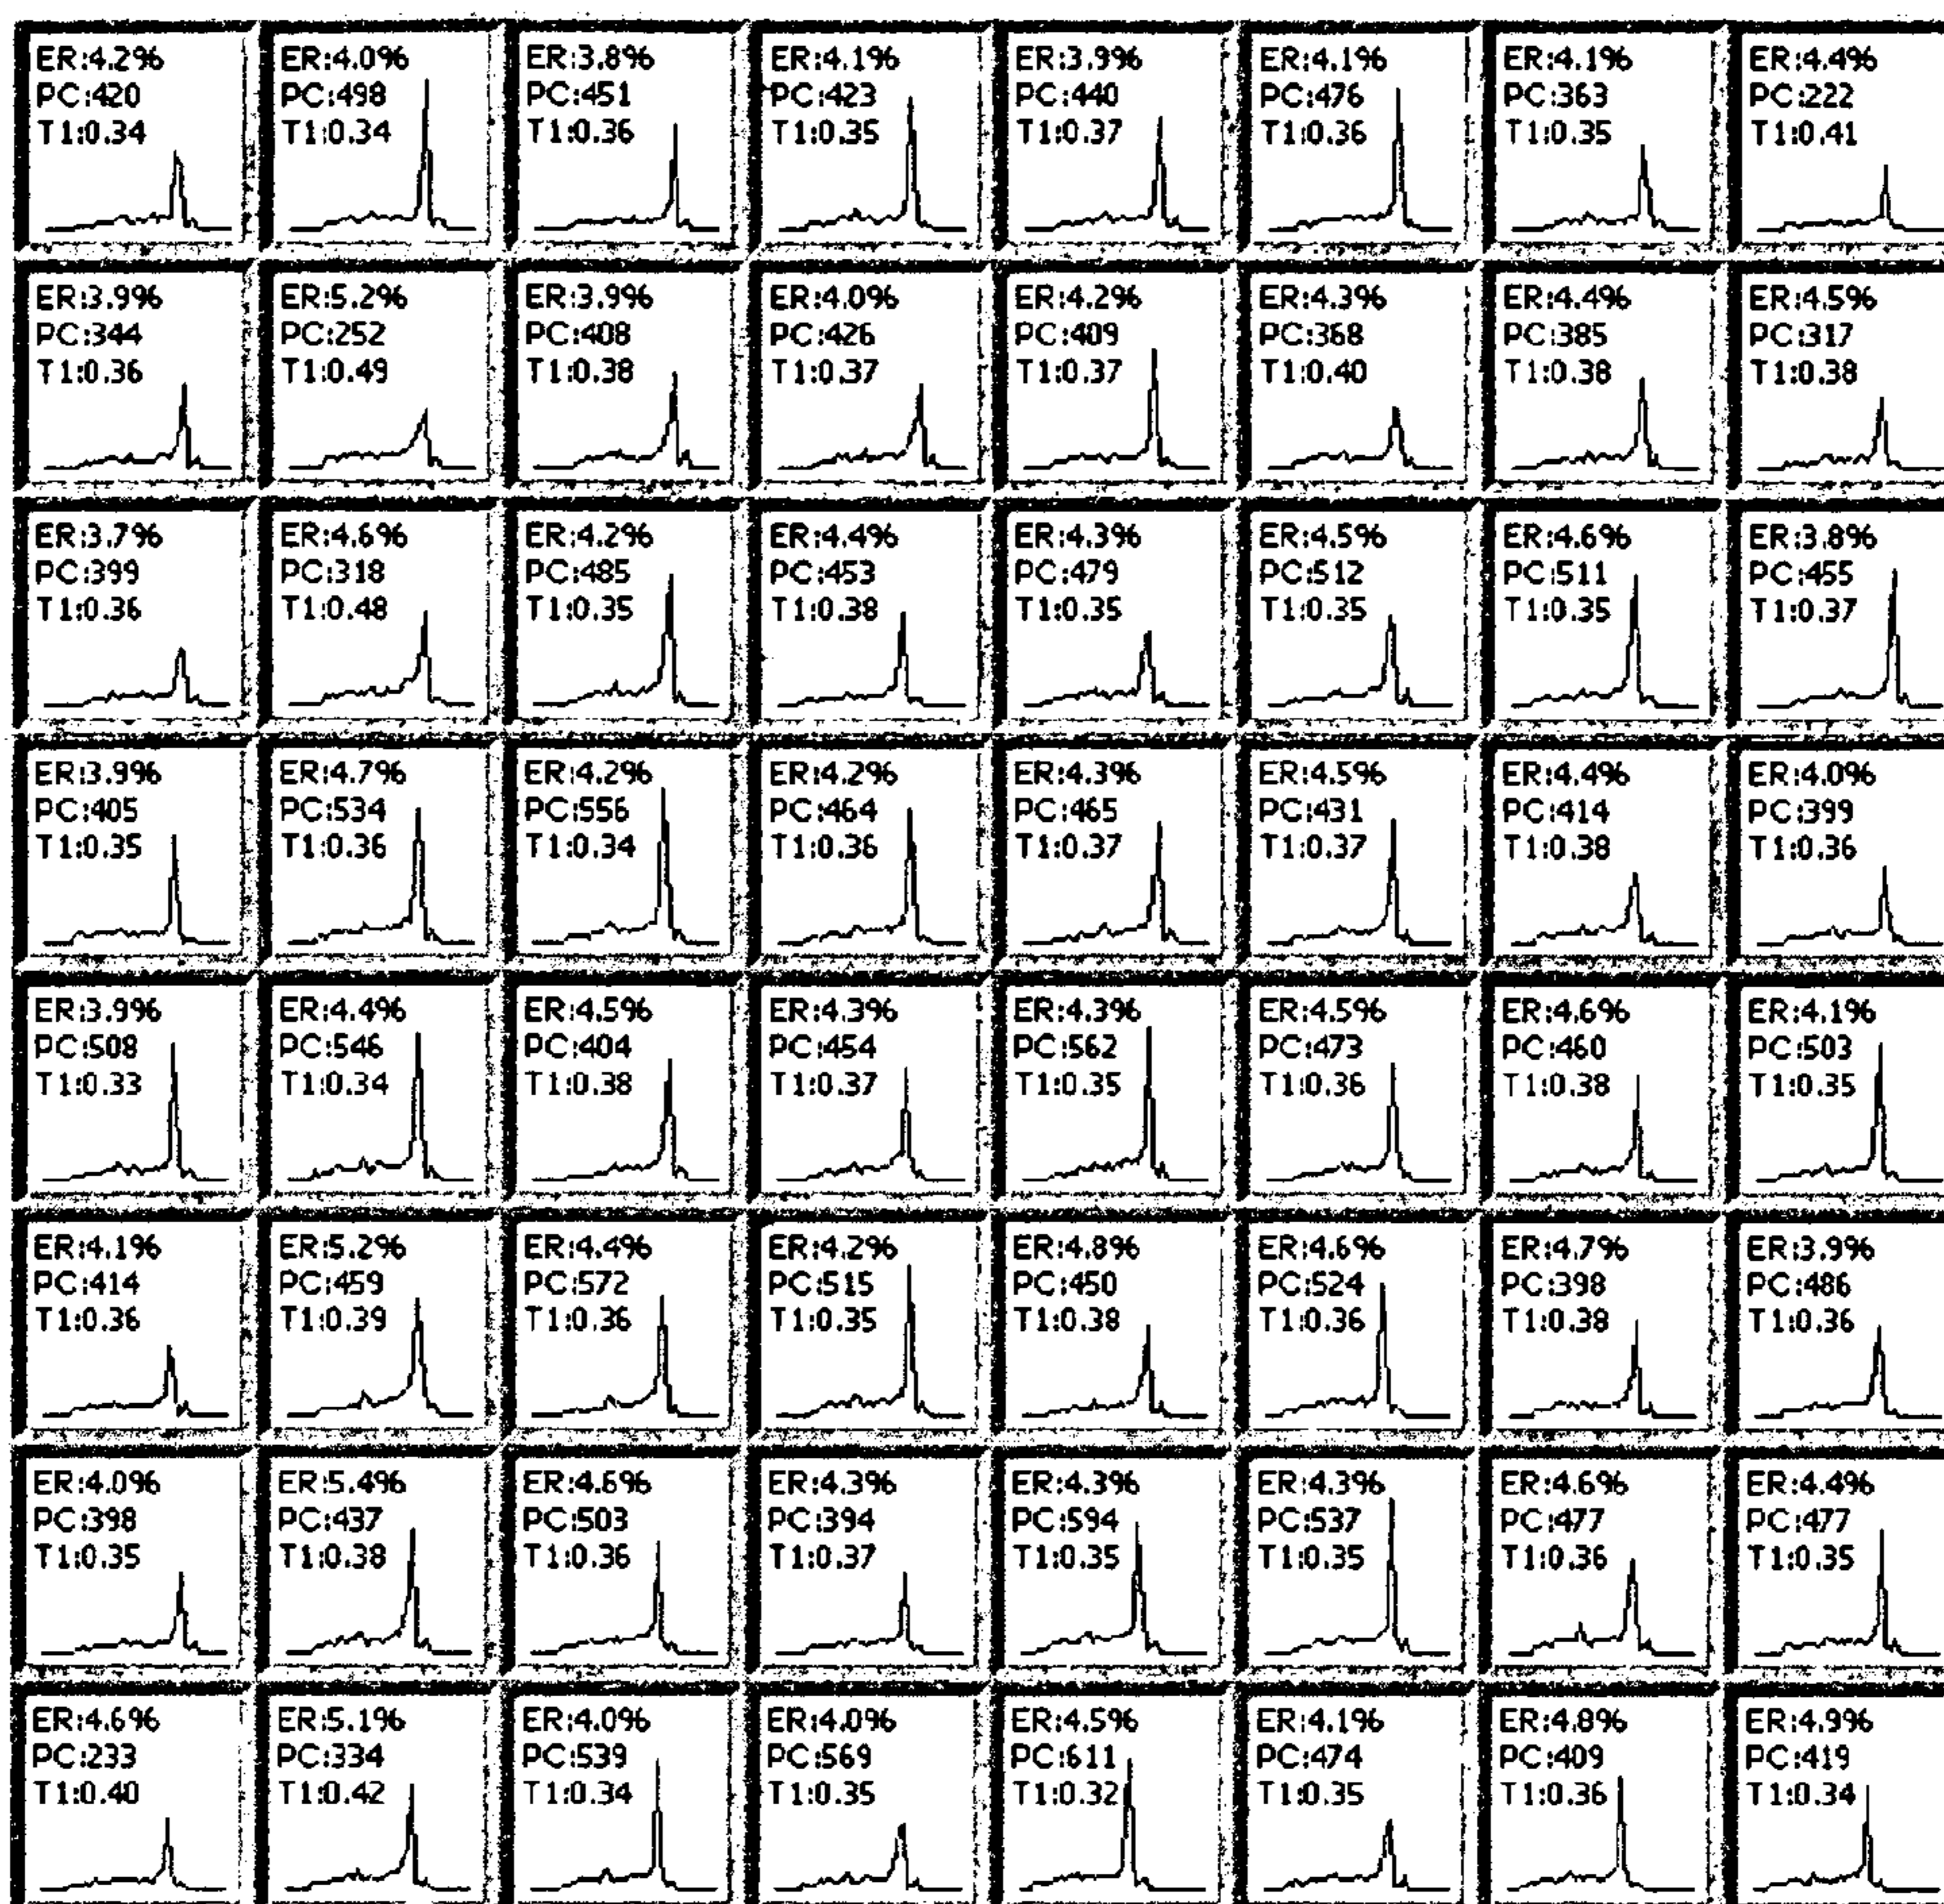 ER:4.2% ER:4.0% ER:3.8% ER:4.1% ER:3.9% ER:4.1% ER:4.1% ER:4.4%
PC:420 PC:498 PC:451 PC:423 PC:440 PC:476 PC:363 PC:222
T1:0.34 T1:0.34 T1:0.36 T1:0.35 T1:0.37 T1:0.36 T1:0.35 T1:0.41
ER:3.9% ER:5.2% ER:3.9% ER:4.0% ER:4.2% ER:4.3% ER:4.4% ER:4.5%
PC:344 PC:252 PC:408 PC:426 PC:409 PC:368 PC:385 PC:317
T1:0.36 T1:0.49 T1:0.38 T1:0.37 T1:0.37 T1:0.40 T1:0.38 T1:0.38
ER:3.7% ER:4.6% ER:4.2% ER:4.4% ER:4.3% ER:4.5% ER:4.6% ER:3.8%
PC:399 PC:318 PC:485 PC:453 PC:479 PC:512 PC:511 PC:455
T1:0.36 T1:0.48 T1:0.35 T1:0.38 T1:0.35 T1:0.35 T1:0.35 T1:0.37
ER:3.9% ER:4.7% ER:4.2% ER:4.2% ER:4.3% ER:4.5% ER:4.4% ER:4.0%
PC:405 PC:534 PC:556 PC:464 PC:465 PC:431 PC:414 PC:399
T1:0.35 T1:0.36 T1:0.34 T1:0.36 T1:0.37 T1:0.37 T1:0.38 T1:0.36
ER:3.9% ER:4.4% ER:4.5% ER:4.3% ER:4.3% ER:4.5% ER:4.6% ER:4.1%
PC:508 PC:546 PC:404 PC:454 PC:562 PC:473 PC:460 PC:503
T1:0.33 T1:0.34 T1:0.38 T1:0.37 T1:0.35 T1:0.36 T1:0.38 T1:0.35
ER:4.1% ER:5.2% ER:4.4% ER:4.2% ER:4.8% ER:4.6% ER:4.7% ER:3.9%
PC:414 PC:459 PC:572 PC:515 PC:450 PC:524 PC:398 PC:486
T1:0.36 T1:0.39 T1:0.36 T1:0.35 T1:0.38 T1:0.36 T1:0.38 T1:0.36
ER:4.0% ER:5.4% ER:4.6% ER:4.3% ER:4.3% ER:4.3% ER:4.6% ER:4.4%
PC:398 PC:437 PC:503 PC:394 PC:594 PC:537 PC:477 PC:477
T1:0.35 T1:0.38 T1:0.36 T1:0.37 T1:0.35 T1:0.35 T1:0.36 T1:0.35
ER:4.6% ER:5.1% ER:4.0% ER:4.0% ER:4.5% ER:4.1% ER:4.8% ER:4.9%
PC:233 PC:334 PC:539 PC:569 PC:611 PC:474 PC:409 PC:419
T1:0.40 T1:0.42 T1:0.34 T1:0.35 T1:0.32 T1:0.35 T1:0.36 T1:0.34